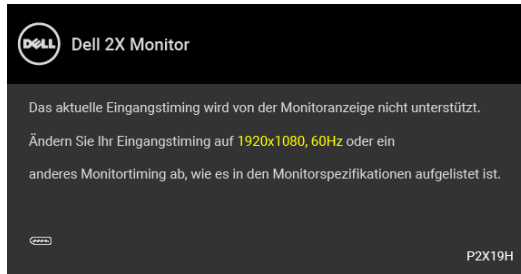 DELL Dell 2X Monitor
Das aktuelle Eingangstiming wird von der Monitoranzeige nicht unterstützt.
Ändern Sie Ihr Eingangstiming auf 1920x1080, 60Hz oder ein
anderes Monitortiming ab, wie es in den Monitorspezifikationen aufgelistet ist.
P2X19H